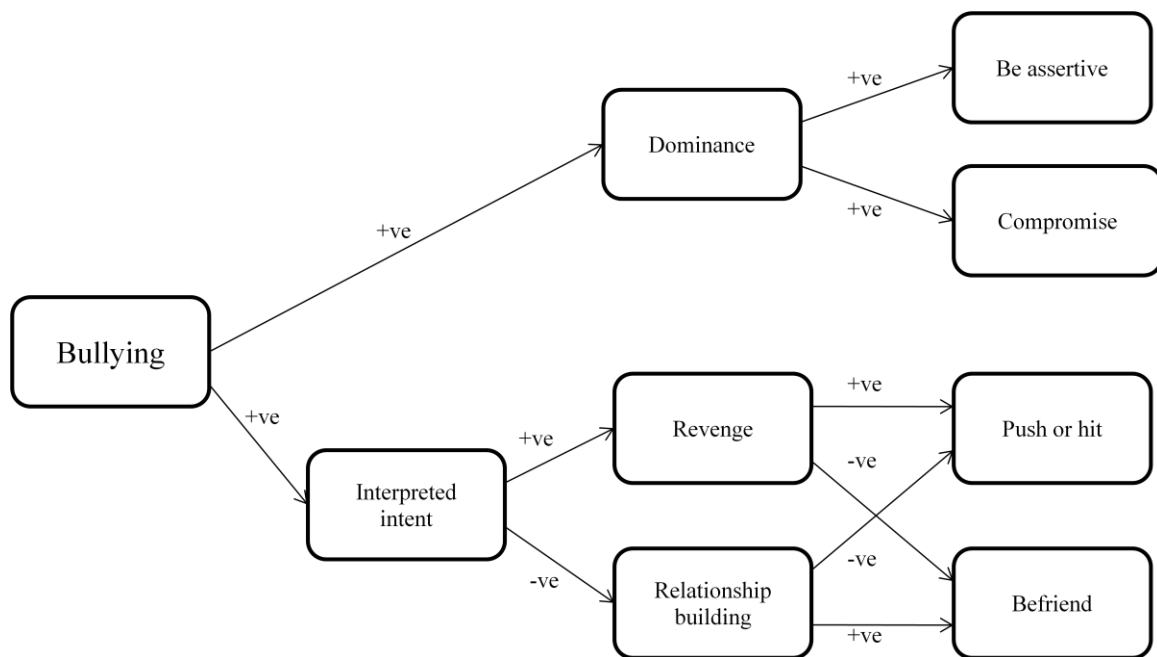 Be assertive
+ve
Dominance
+ve
Compromise
+ve
Bullying
+ve
Interpreted
intent
+ve
-ve
Revenge
+ve
-ve
Push or hit
Relationship
building
-ve
+ve
Befriend